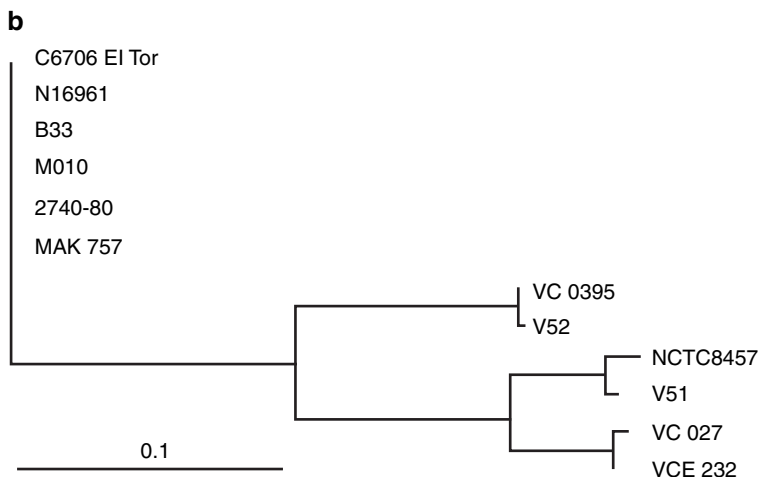 b
C6706 El Tor
N16961
B33
M010
2740-80
MAK 757
VC 0395
V52
NCTC8457
V51
VC 027
VCE 232
0.1